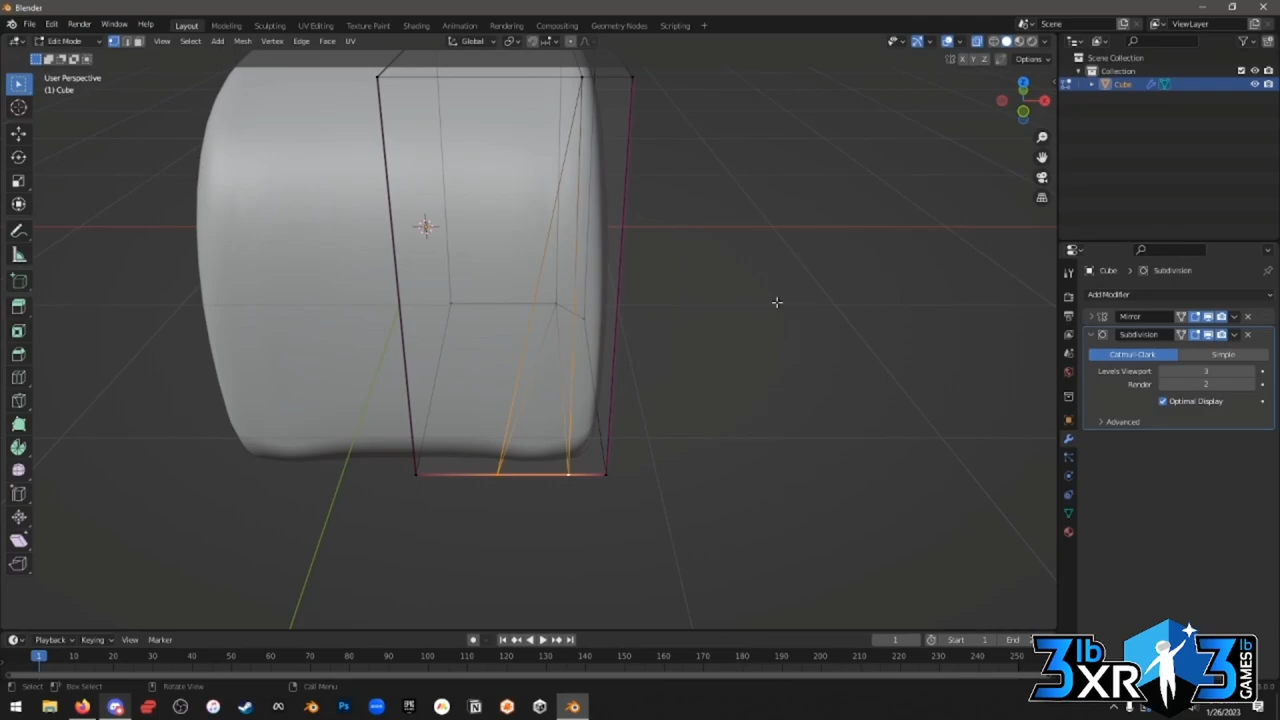 Blender
File Edit Render Window Help
Layout Modeling Sculpting UV Editing Texture Paint Shading Animation Rendering Compositing Geometry Nodes Scripting +
Scene
ViewLayer
Edit Mode
View Select Add Mesh Vertex Edge Face UV
Global
X Y Z
Options
User Perspective
(1) Cube
Z
X
Scene Collection
Collection
Cube
Cube > Subdivision
Add Modifier
Mirror
Subdivision
Catmull-Clark Simple
Levels Viewport 3
Render 2
Optimal Display
Advanced
Playback Keying View Marker
1
Start 1
End
1 10 20 30 40 50 60 70 80 90 100 110 120 130 140 150 160 170 180 190 200 210 220 230 240 250
Select Box Select Rotate View Call Menu
3lb XR
3lb GAMES
1/26/2023